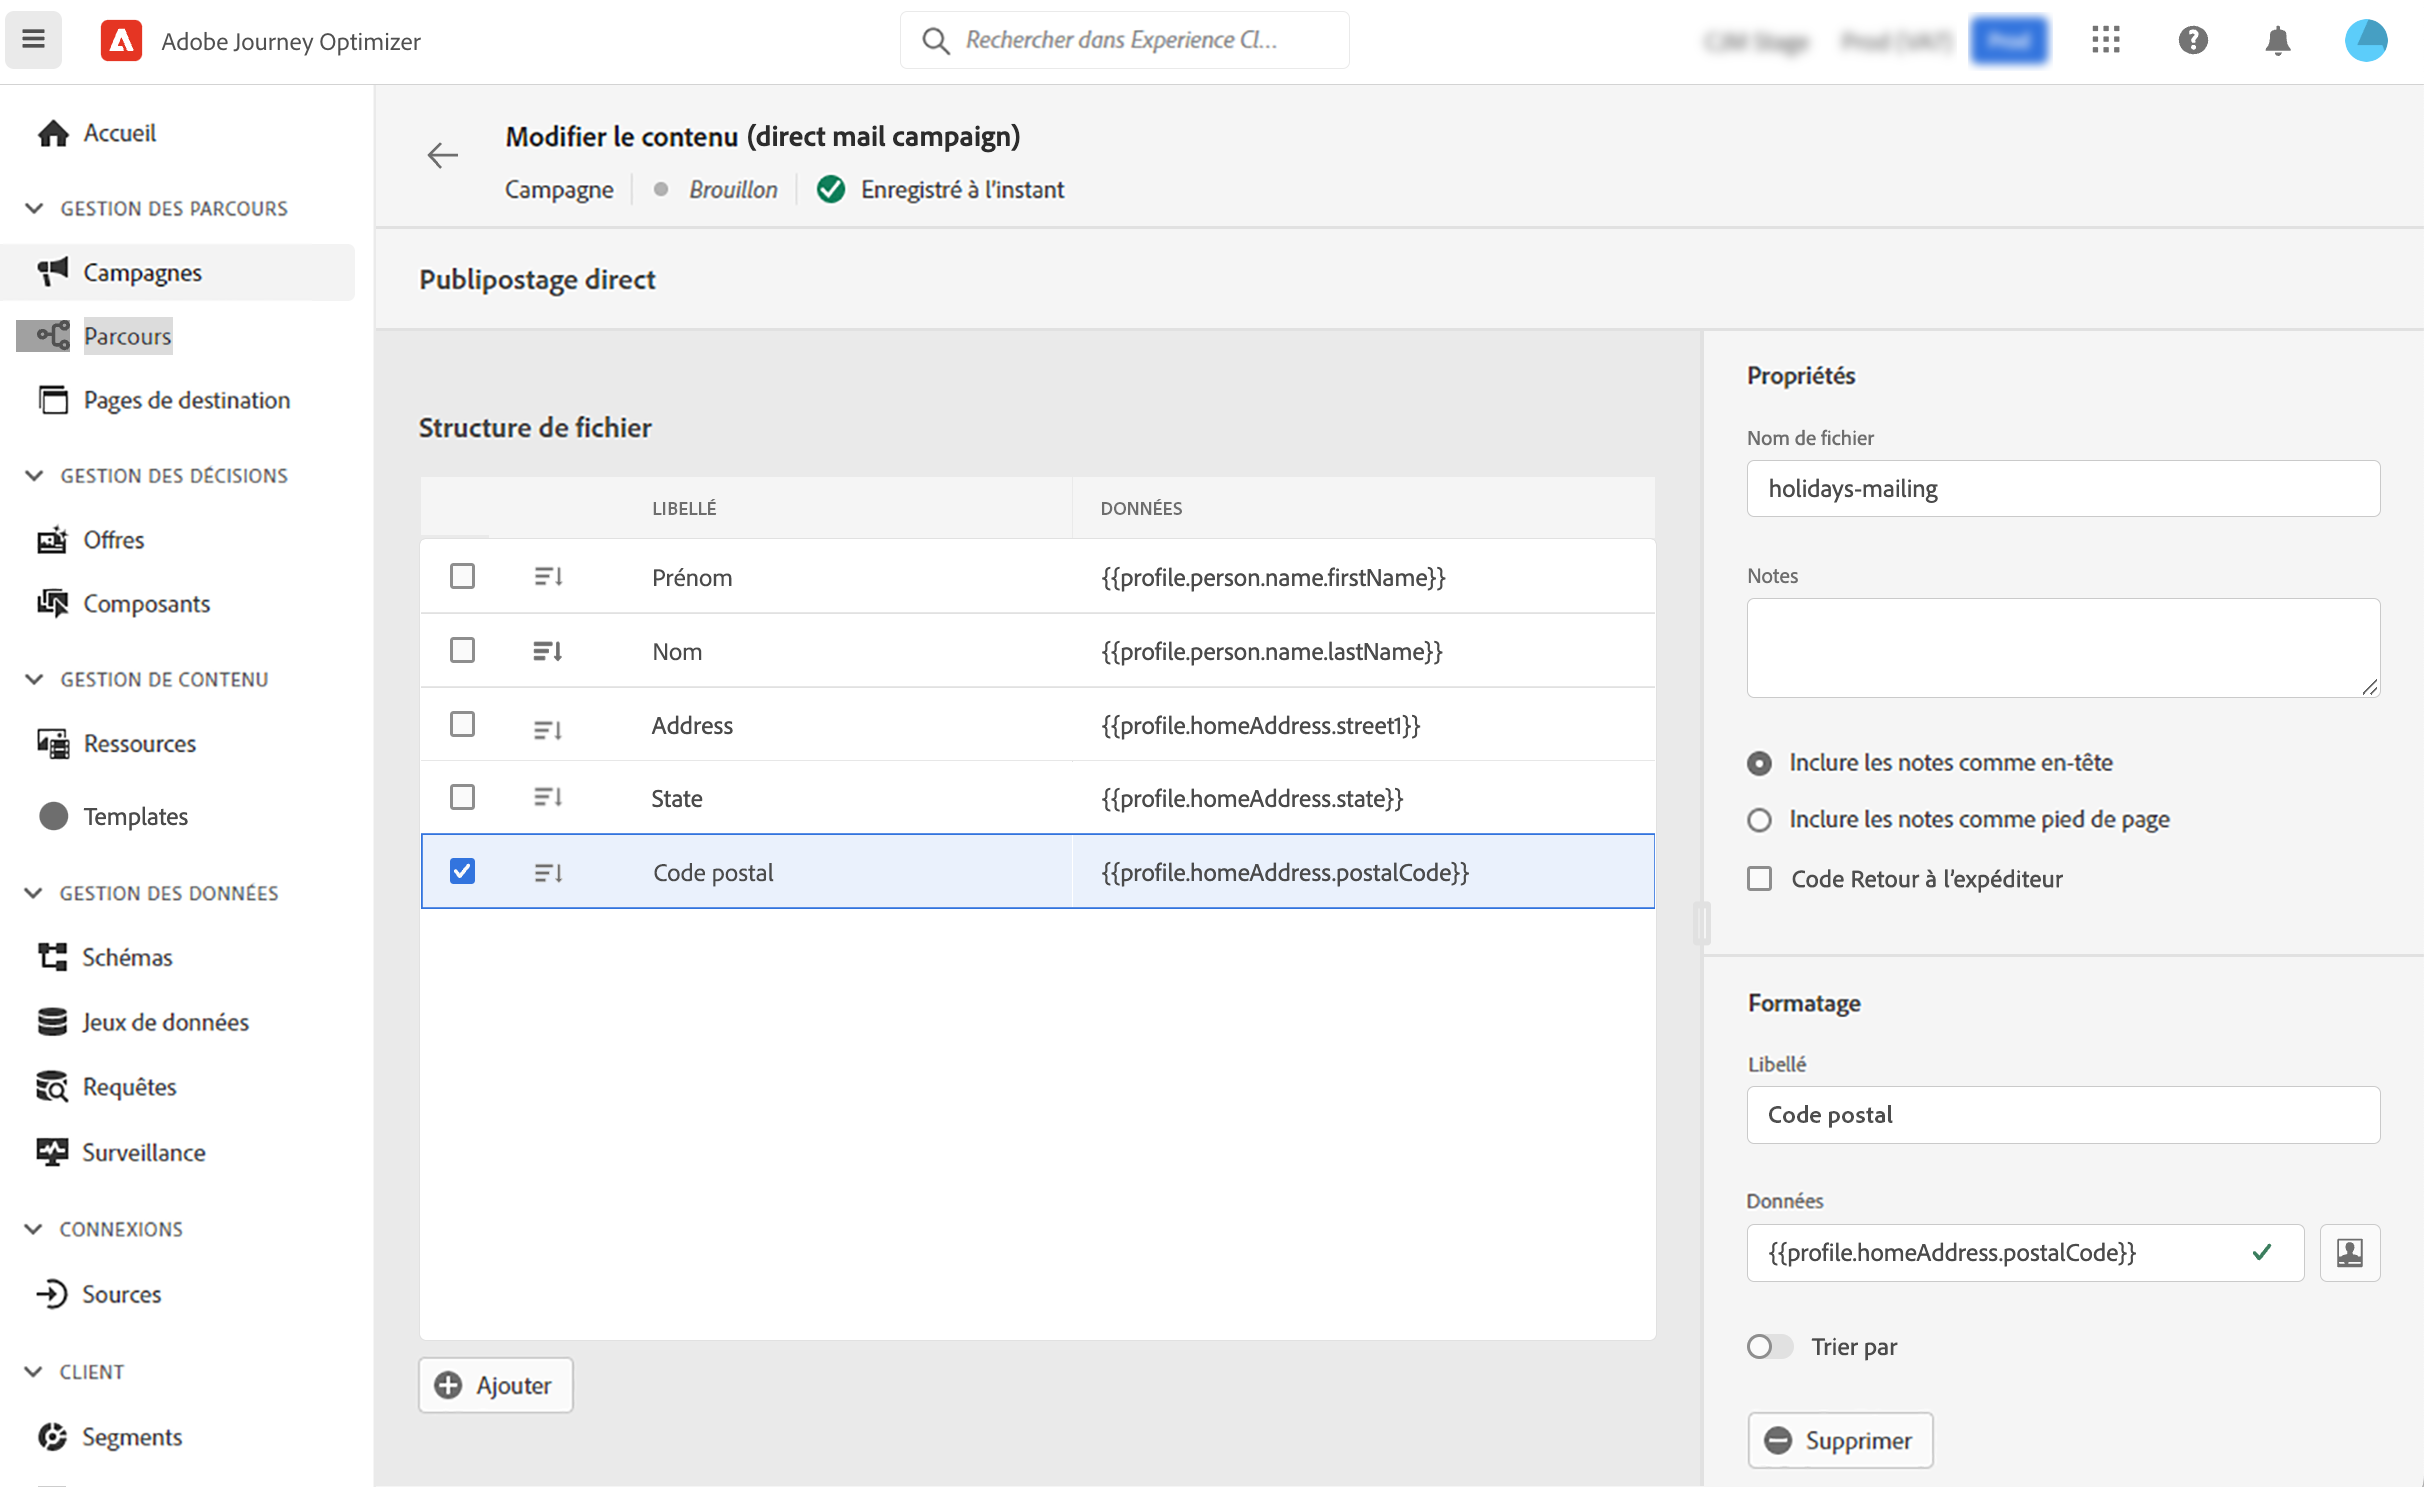 Adobe Journey Optimizer
Rechercher dans Experience Cl...
Accueil
GESTION DES PARCOURS
Campagnes
Parcours
Pages de destination
GESTION DES DÉCISIONS
Offres
Composants
GESTION DE CONTENU
Ressources
Templates
GESTION DES DONNÉES
Schémas
Jeux de données
Requêtes
Surveillance
CONNEXIONS
Sources
CLIENT
Segments
Modifier le contenu (direct mail campaign)
Campagne Brouillon Enregistré à l'instant
Publipostage direct
Structure de fichier
LIBELLÉ DONNÉES
Prénom {{profile.person.name.firstName}}
Nom {{profile.person.name.lastName}}
Address {{profile.homeAddress.street1}}
State {{profile.homeAddress.state}}
Code postal {{profile.homeAddress.postalCode}}
Ajouter
Propriétés
Nom de fichier
holidays-mailing
Notes
Inclure les notes comme en-tête
Inclure les notes comme pied de page
Code Retour à l'expéditeur
Formatage
Libellé
Code postal
Données
{{profile.homeAddress.postalCode}}
Trier par
Supprimer